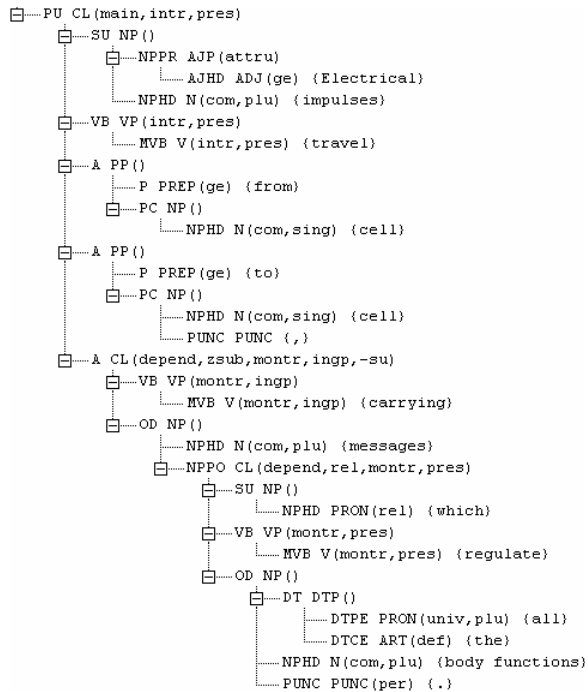 PU CL(main,intr,pres)
SU NP()
NPPR AJP(attru)
AJHD ADJ(ge) {Electrical}
NPHD N(com,plu) {impulses}
VB VP(intr,pres)
MVB V(intr,pres) {travel}
A PP()
P PREP(ge) {from}
PC NP()
NPHD N(com,sing) {cell}
A PP()
P PREP(ge) {to}
PC NP()
NPHD N(com,sing) {cell}
PUNC PUNC {,}
A CL(depend,zsub,montr,ingp,-su)
VB VP(montr,ingp)
MVB V(montr,ingp) {carrying}
OD NP()
NPHD N(com,plu) {messages}
NPPO CL(depend,rel,montr,pres)
SU NP()
NPHD PRON(rel) {which}
VB VP(montr,pres)
MVB V(montr,pres) {regulate}
OD NP()
DT DTP()
DTPE PRON(univ,plu) {all}
DTCE ART(def) {the}
NPHD N(com,plu) {body functions}
PUNC PUNC(per) {.}